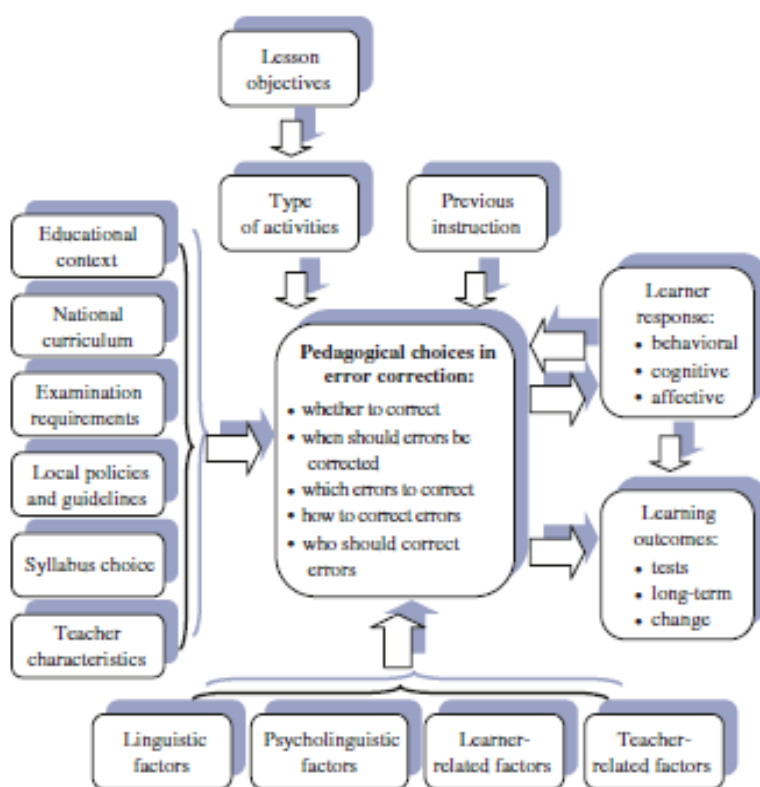 Lesson
objectives
Type
of activities
Previous
instruction
Educational
context
National
curriculum
Examination
requirements
Local policies
and guidelines
Syllabus choice
Teacher
characteristics
Pedagogical choices in
error correction:
• whether to correct
• when should errors be
corrected
• which errors to correct
• how to correct errors
• who should correct
errors
Learner
response:
• behavioral
• cognitive
• affective
Learning
outcomes:
• tests
• long-term
• change
Linguistic
factors
Psycholinguistic
factors
Learner-
related factors
Teacher-
related factors